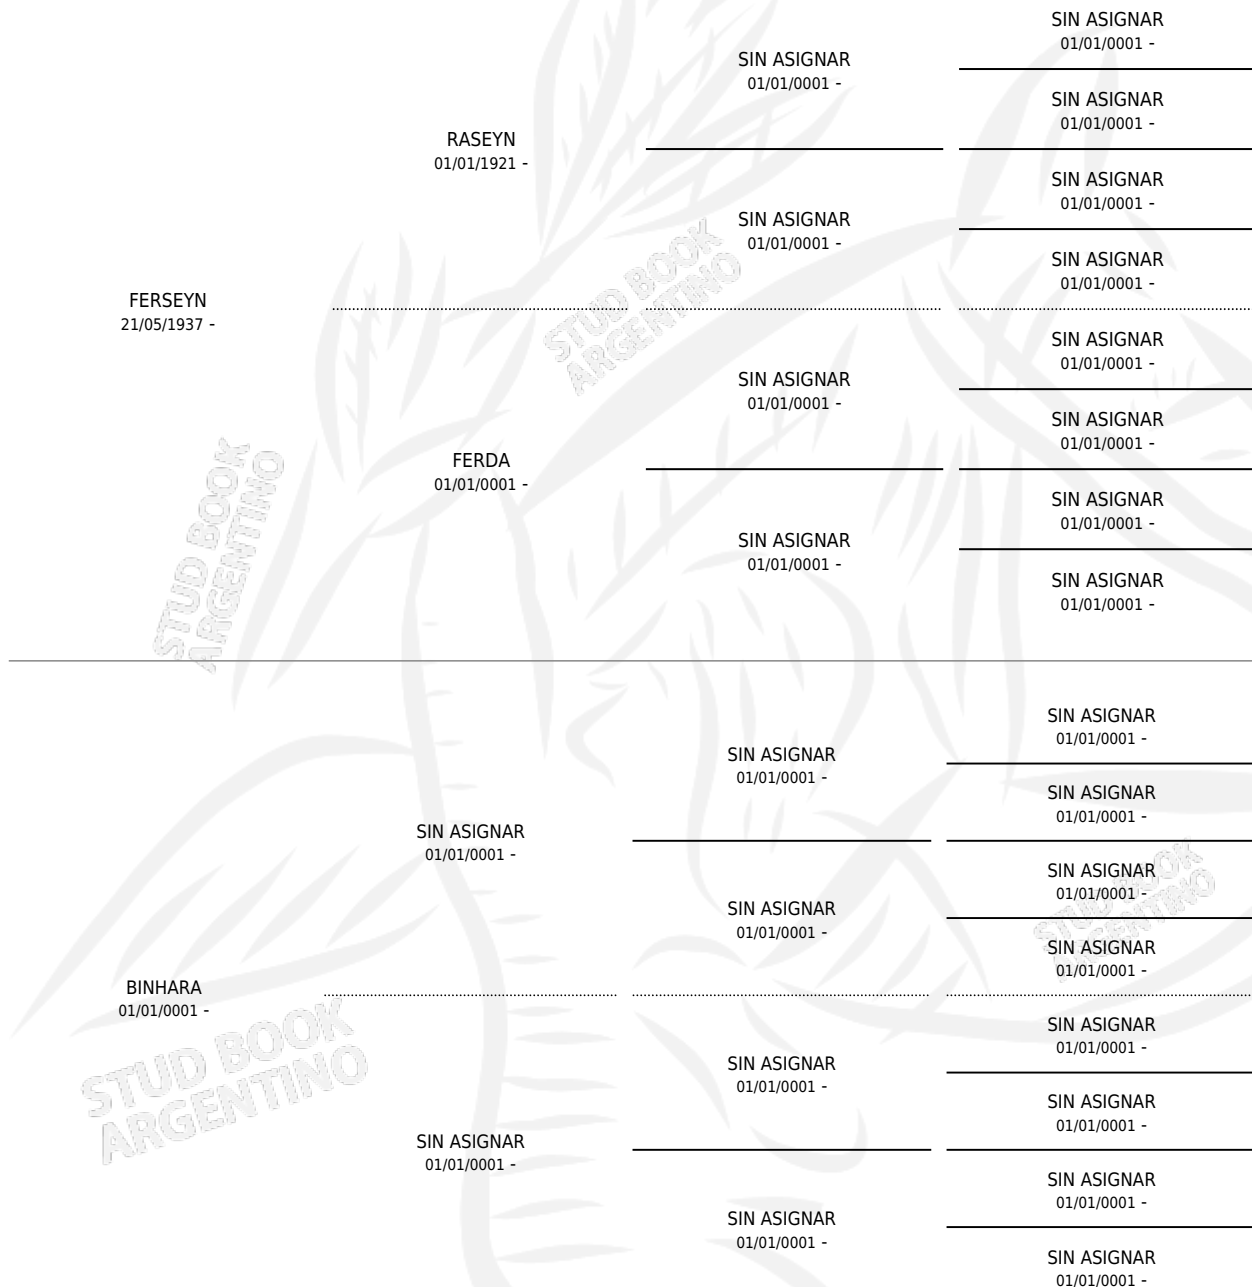 SIN ASIGNAR
01/01/0001 -
SIN ASIGNAR
01/01/0001 -
SIN ASIGNAR
01/01/0001 -
RASEYN
01/01/1921 -
SIN ASIGNAR
01/01/0001 -
SIN ASIGNAR
01/01/0001 -
SIN ASIGNAR
01/01/0001 -
STUD BOOK
ARGENTINO
FERSEYN
21/05/1937 -
SIN ASIGNAR
01/01/0001 -
SIN ASIGNAR
01/01/0001 -
SIN ASIGNAR
01/01/0001 -
FERDA
01/01/0001 -
STUD BOOK
ARGENTINO
SIN ASIGNAR
01/01/0001 -
SIN ASIGNAR
01/01/0001 -
SIN ASIGNAR
01/01/0001 -
SIN ASIGNAR
01/01/0001 -
SIN ASIGNAR
01/01/0001 -
SIN ASIGNAR
01/01/0001 -
SIN ASIGNAR
01/01/0001 -
SIN ASIGNAR
01/01/0001 -
SIN ASIGNAR
01/01/0001 -
STUD BOOK
ARGENTINO
SIN ASIGNAR
01/01/0001 -
BINHARA
01/01/0001 -
STUD BOOK
ARGENTINO
SIN ASIGNAR
01/01/0001 -
SIN ASIGNAR
01/01/0001 -
SIN ASIGNAR
01/01/0001 -
SIN ASIGNAR
01/01/0001 -
SIN ASIGNAR
01/01/0001 -
SIN ASIGNAR
01/01/0001 -
SIN ASIGNAR
01/01/0001 -
SIN ASIGNAR
01/01/0001 -